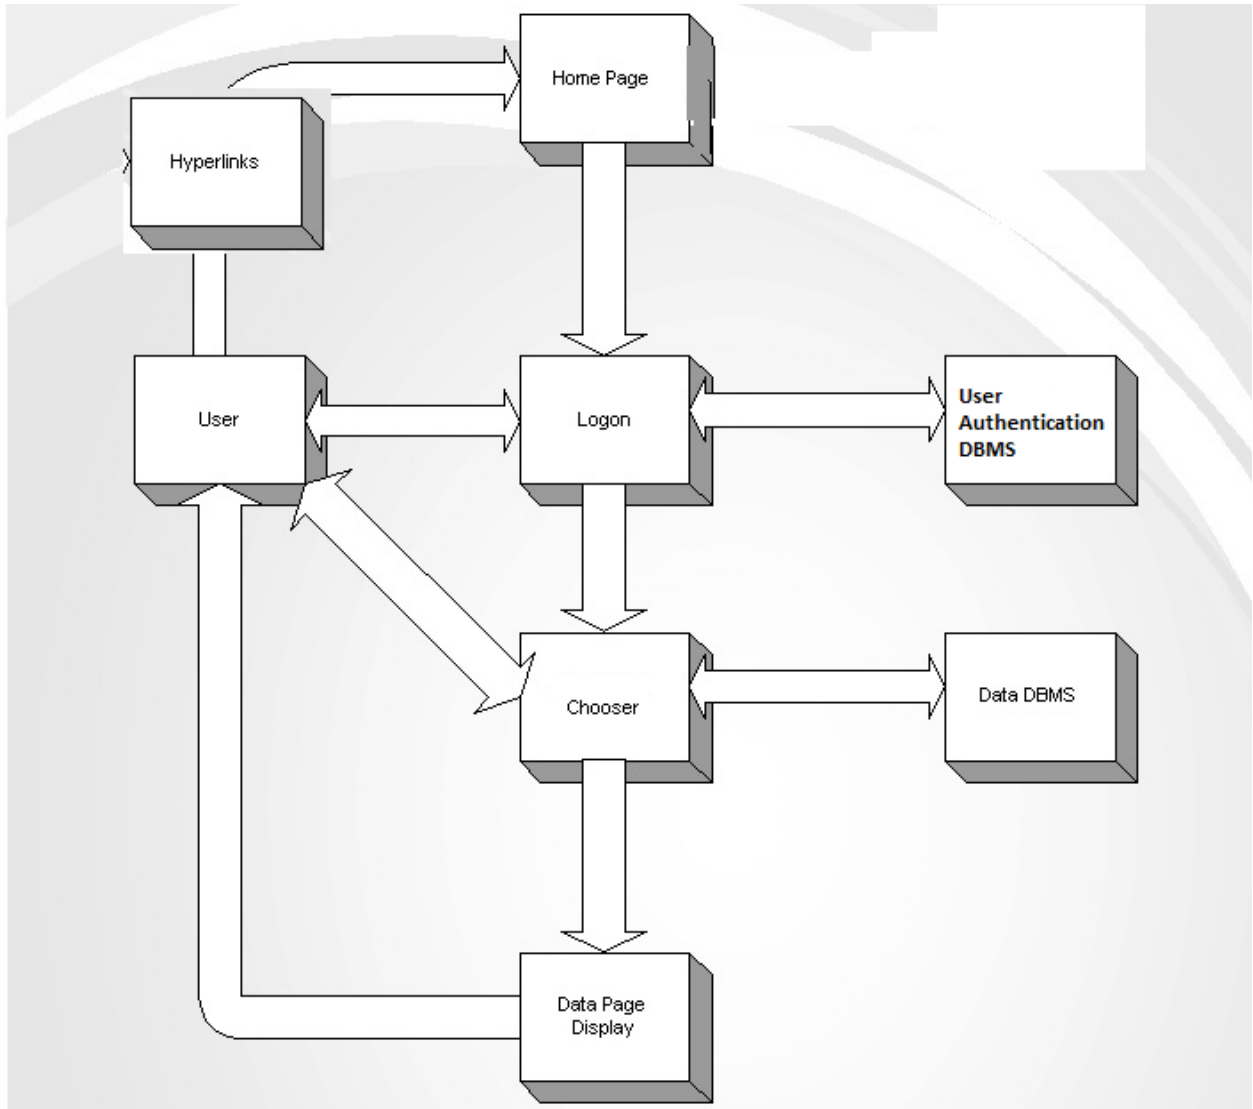 Home Page
Hyperlinks
User
Logon
User
Authentication
DBMS
Chooser
Data DBMS
Data Page
Display